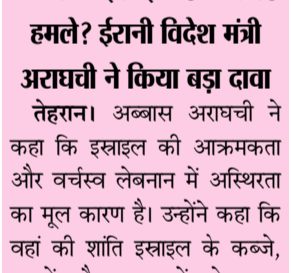 हमले? ईरानी विदेश मंत्री
अराघची ने किया बड़ा दावा
तेहरान। अब्बास अराघची ने
कहा कि इस्राइल की आक्रमकता
और वर्चस्व लेबनान में अस्थिरता
का मूल कारण है। उन्होंने कहा कि
वहां की शांति इस्राइल के कब्जे,